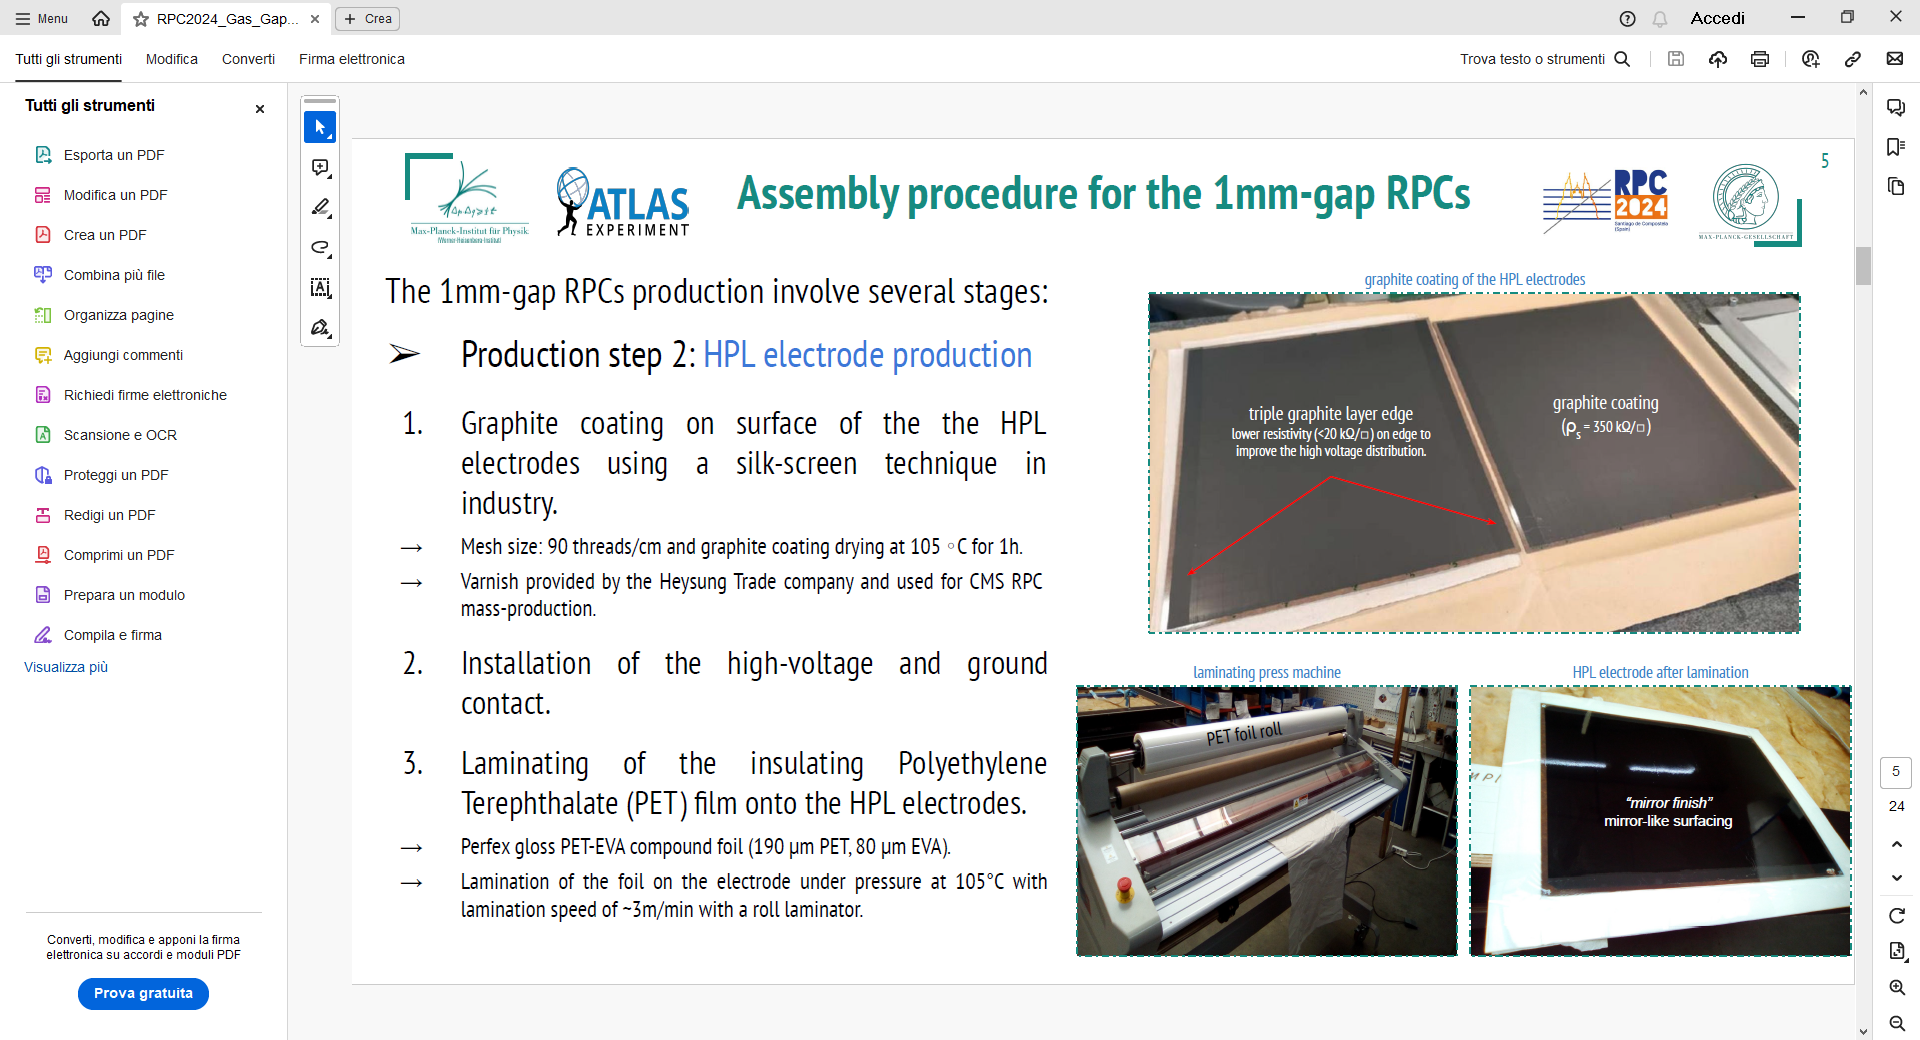 Menu
RPC2024_Gas_Gap...
Crea
Accedi
Tutti gli strumenti
Modifica
Converti
Firma elettronica
Trova testo o strumenti
Tutti gli strumenti
Esporta un PDF
Modifica un PDF
Crea un PDF
Combina più file
Organizza pagine
Aggiungi commenti
Richiedi firme elettroniche
Scansione e OCR
Proteggi un PDF
Redigi un PDF
Comprimi un PDF
Prepara un modulo
Compila e firma
Visualizza più
Converti, modifica e apponi la firma
elettronica su accordi e moduli PDF
Prova gratuita
Max-Planck-Institut für Physik
(Werner-Heisenberg-Institut)
ATLAS
EXPERIMENT
Assembly procedure for the 1mm-gap RPCs
RPC
2024
Santiago de Compostela
(Spain)
MAX-PLANCK-GESELLSCHAFT
5
The 1mm-gap RPCs production involve several stages:
➢ Production step 2: HPL electrode production
1. Graphite coating on surface of the the HPL
electrodes using a silk-screen technique in
industry.
→ Mesh size: 90 threads/cm and graphite coating drying at 105 ◦C for 1h.
→ Varnish provided by the Heysung Trade company and used for CMS RPC
mass-production.
2. Installation of the high-voltage and ground
contact.
3. Laminating of the insulating Polyethylene
Terephthalate (PET) film onto the HPL electrodes.
→ Perfex gloss PET-EVA compound foil (190 μm PET, 80 μm EVA).
→ Lamination of the foil on the electrode under pressure at 105°C with
lamination speed of ~3m/min with a roll laminator.
graphite coating of the HPL electrodes
triple graphite layer edge
lower resistivity (<20 kΩ/□) on edge to
improve the high voltage distribution.
graphite coating
(ρs = 350 kΩ/□)
laminating press machine
PET foil roll
HPL electrode after lamination
“mirror finish”
mirror-like surfacing
5
24